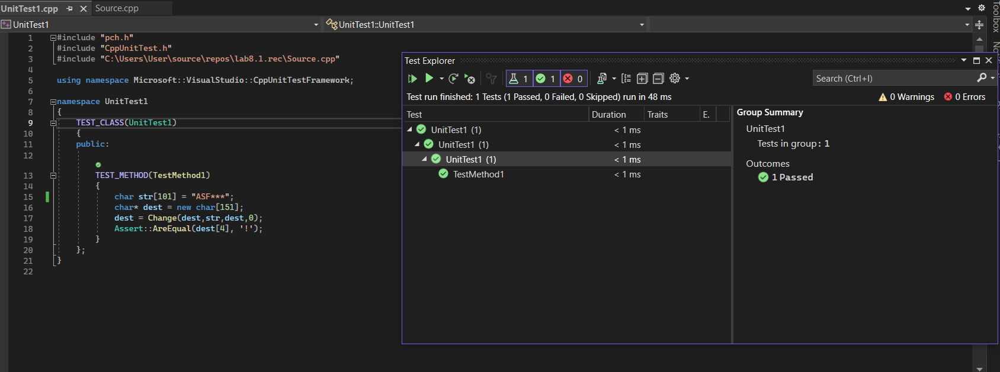 UnitTest1.cpp
Source.cpp
UnitTest1
UnitTest1::UnitTest1
Toolbox
1 #include "pch.h"
2 #include "CppUnitTest.h"
3 #include "C:\Users\User\source\repos\lab8.1.rec\Source.cpp"
4
5 using namespace Microsoft::VisualStudio::CppUnitTestFramework;
6
7 namespace UnitTest1
8 {
9 TEST_CLASS(UnitTest1)
10 {
11 public:
12
13 TEST_METHOD(TestMethod1)
14 {
15 char str[101] = "ASF***";
16 char* dest = new char[151];
17 dest = Change(dest,str,dest,0);
18 Assert::AreEqual(dest[4], '!');
19 }
20 };
21 }
22
Test Explorer
1 1 0
Search (Ctrl+I)
Test run finished: 1 Tests (1 Passed, 0 Failed, 0 Skipped) run in 48 ms
0 Warnings
0 Errors
Test Duration Traits E.
UnitTest1 (1) < 1 ms
UnitTest1 (1) < 1 ms
UnitTest1 (1) < 1 ms
TestMethod1 < 1 ms
Group Summary
UnitTest1
Tests in group: 1
Outcomes
1 Passed